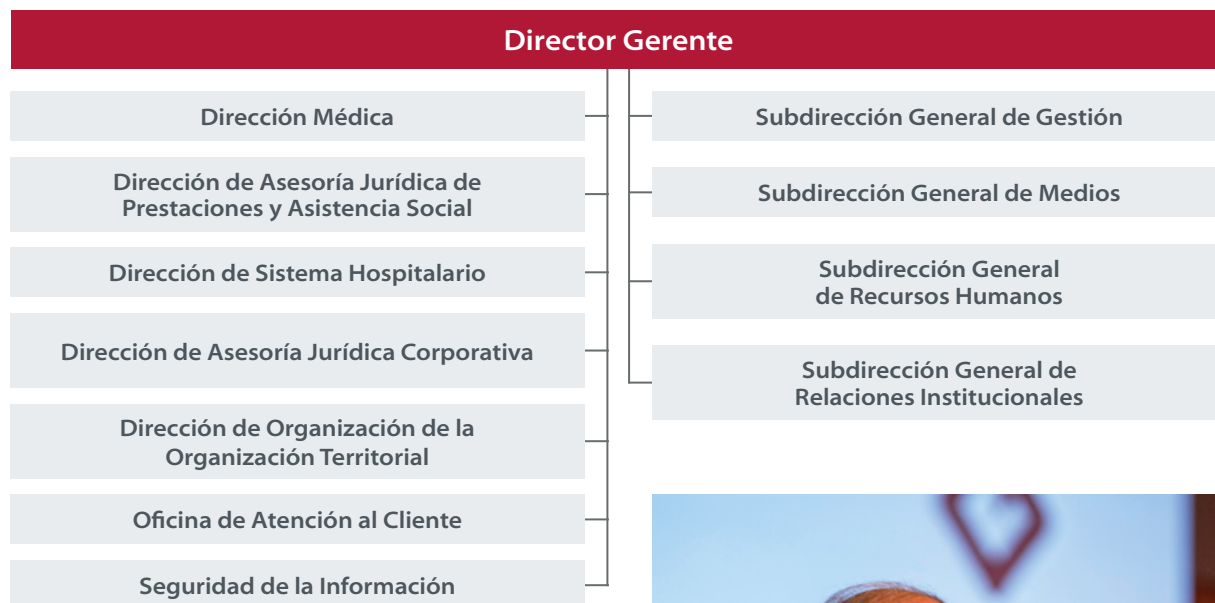 Director Gerente
Dirección Médica
Dirección de Asesoría Jurídica de
Prestaciones y Asistencia Social
Dirección de Sistema Hospitalario
Dirección de Asesoría Jurídica Corporativa
Dirección de Organización de la
Organización Territorial
Oficina de Atención al Cliente
Seguridad de la Información
Subdirección General de Gestión
Subdirección General de Medios
Subdirección General
de Recursos Humanos
Subdirección General de
Relaciones Institucionales